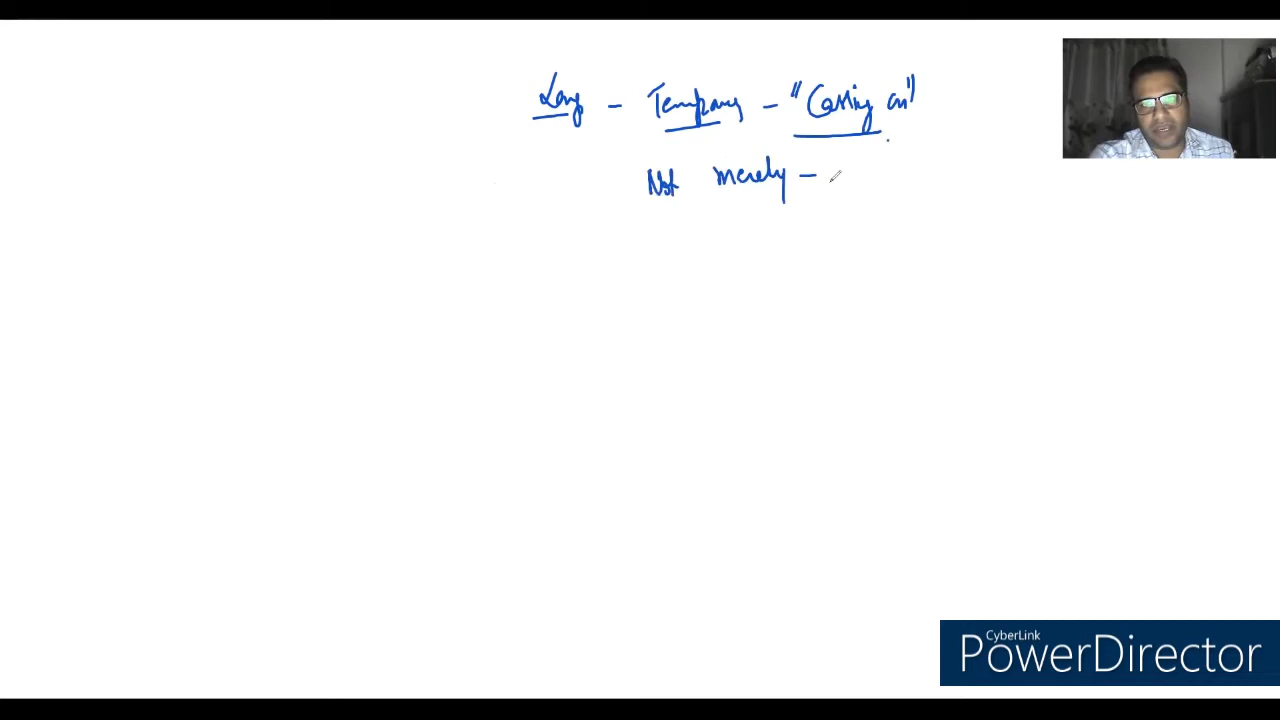 Long - Temporary - "Carrying on"
Not merely -
CyberLink
PowerDirector